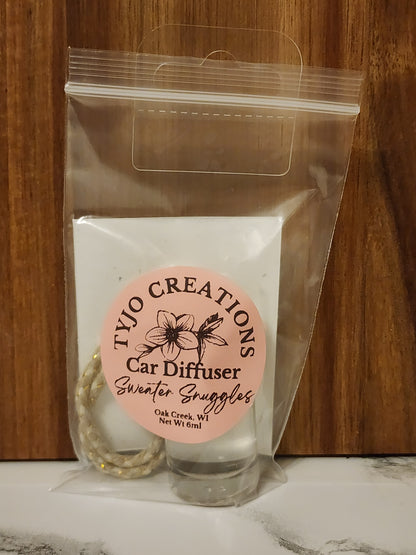 TYJO CREATIONS
Car Diffuser
Sweater Snuggles
Oak Creek, WI
Net Wt 6ml